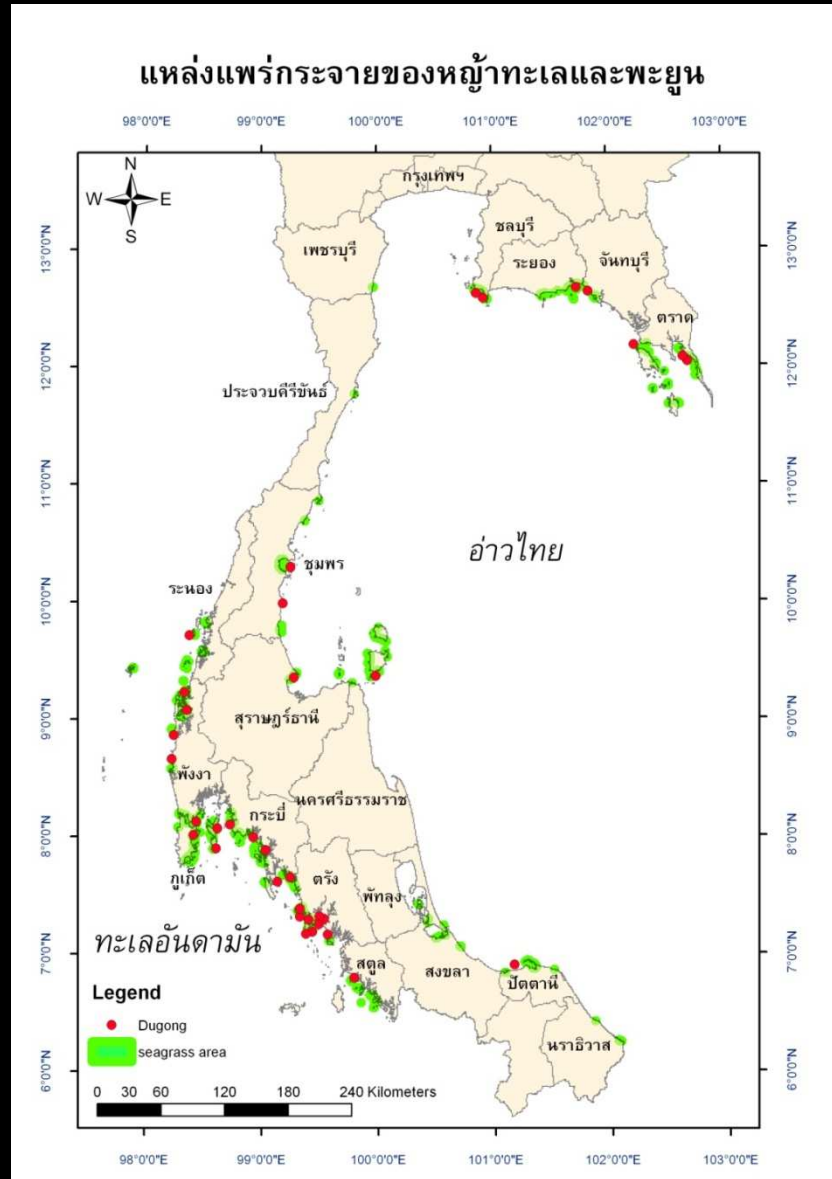 แหล่งแพร่กระจายของหญ้าทะเลและพะยูน
98°0'0"E 99°0'0"E 100°0'0"E 101°0'0"E 102°0'0"E 103°0'0"E
N
W E
S
กรุงเทพฯ
ชลบุรี
เพชรบุรี
ระยอง
จันทบุรี
ตราด
ประจวบคีรีขันธ์
อ่าวไทย
ชุมพร
ระนอง
สุราษฎร์ธานี
พังงา
นครศรีธรรมราช
กระบี่
ภูเก็ต
ตรัง
พัทลุง
ทะเลอันดามัน
สตูล
สงขลา
ปัตตานี
นราธิวาส
13°0'0"N
12°0'0"N
11°0'0"N
10°0'0"N
9°0'0"N
8°0'0"N
7°0'0"N
6°0'0"N
13°0'0"N
12°0'0"N
11°0'0"N
10°0'0"N
9°0'0"N
8°0'0"N
7°0'0"N
6°0'0"N
Legend
Dugong
seagrass area
0 30 60 120 180 240 Kilometers
98°0'0"E 99°0'0"E 100°0'0"E 101°0'0"E 102°0'0"E 103°0'0"E